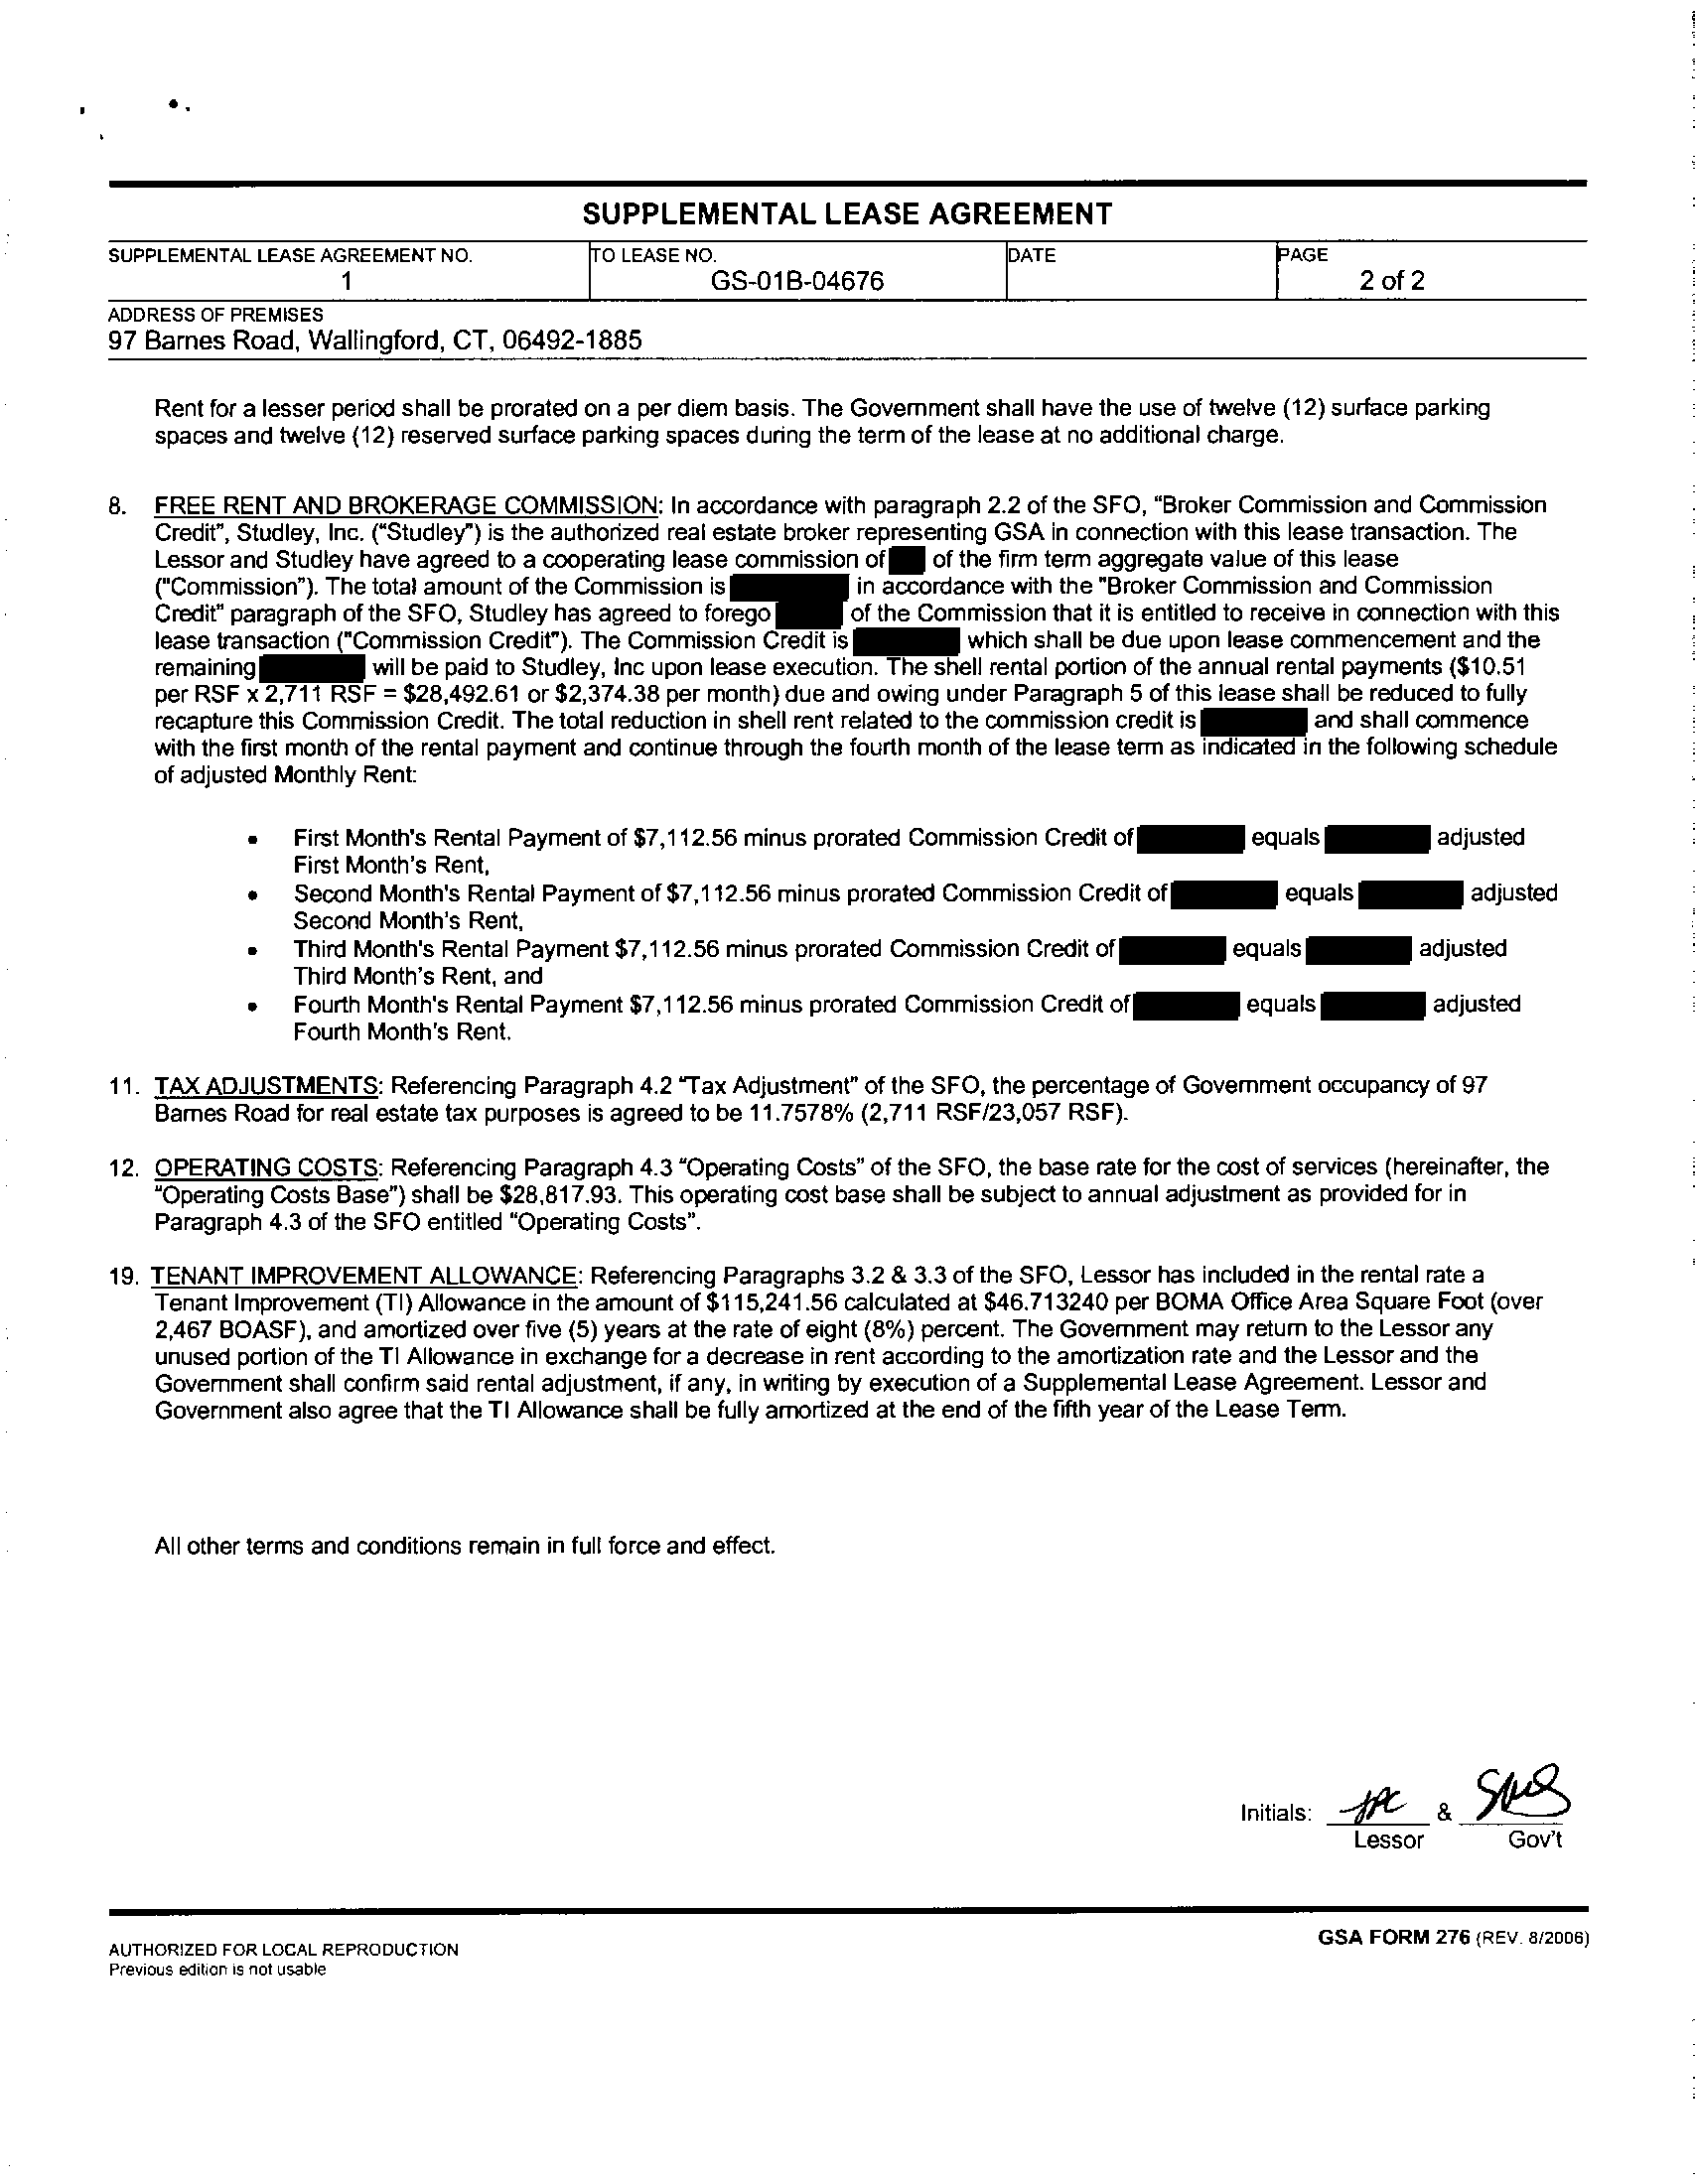 SUPPLEMENTAL LEASE AGREEMENT
SUPPLEMENTAL LEASE AGREEMENT NO.
1
TO LEASE NO.
GS-01B-04676
DATE
PAGE
2 of 2
ADDRESS OF PREMISES
97 Barnes Road, Wallingford, CT, 06492-1885
Rent for a lesser period shall be prorated on a per diem basis. The Government shall have the use of twelve (12) surface parking
spaces and twelve (12) reserved surface parking spaces during the term of the lease at no additional charge.
8. FREE RENT AND BROKERAGE COMMISSION: In accordance with paragraph 2.2 of the SFO, "Broker Commission and Commission
Credit", Studley, Inc. ("Studley") is the authorized real estate broker representing GSA in connection with this lease transaction. The
Lessor and Studley have agreed to a cooperating lease commission of of the firm term aggregate value of this lease
("Commission"). The total amount of the Commission is in accordance with the "Broker Commission and Commission
Credit" paragraph of the SFO, Studley has agreed to forego of the Commission that it is entitled to receive in connection with this
lease transaction ("Commission Credit"). The Commission Credit is which shall be due upon lease commencement and the
remaining will be paid to Studley, Inc upon lease execution. The shell rental portion of the annual rental payments ($10.51
per RSF x 2,711 RSF = $28,492.61 or $2,374.38 per month) due and owing under Paragraph 5 of this lease shall be reduced to fully
recapture this Commission Credit. The total reduction in shell rent related to the commission credit is and shall commence
with the first month of the rental payment and continue through the fourth month of the lease term as indicated in the following schedule
of adjusted Monthly Rent:
• First Month's Rental Payment of $7,112.56 minus prorated Commission Credit of equals adjusted
First Month's Rent,
• Second Month's Rental Payment of $7,112.56 minus prorated Commission Credit of equals adjusted
Second Month's Rent,
• Third Month's Rental Payment $7,112.56 minus prorated Commission Credit of equals adjusted
Third Month's Rent, and
• Fourth Month's Rental Payment $7,112.56 minus prorated Commission Credit of equals adjusted
Fourth Month's Rent.
11. TAX ADJUSTMENTS: Referencing Paragraph 4.2 "Tax Adjustment" of the SFO, the percentage of Government occupancy of 97
Barnes Road for real estate tax purposes is agreed to be 11.7578% (2,711 RSF/23,057 RSF).
12. OPERATING COSTS: Referencing Paragraph 4.3 "Operating Costs" of the SFO, the base rate for the cost of services (hereinafter, the
"Operating Costs Base") shall be $28,817.93. This operating cost base shall be subject to annual adjustment as provided for in
Paragraph 4.3 of the SFO entitled "Operating Costs".
19. TENANT IMPROVEMENT ALLOWANCE: Referencing Paragraphs 3.2 & 3.3 of the SFO, Lessor has included in the rental rate a
Tenant Improvement (TI) Allowance in the amount of $115,241.56 calculated at $46.713240 per BOMA Office Area Square Foot (over
2,467 BOASF), and amortized over five (5) years at the rate of eight (8%) percent. The Government may return to the Lessor any
unused portion of the TI Allowance in exchange for a decrease in rent according to the amortization rate and the Lessor and the
Government shall confirm said rental adjustment, if any, in writing by execution of a Supplemental Lease Agreement. Lessor and
Government also agree that the TI Allowance shall be fully amortized at the end of the fifth year of the Lease Term.
All other terms and conditions remain in full force and effect.
Initials: &
Lessor Gov't
AUTHORIZED FOR LOCAL REPRODUCTION
Previous edition is not usable
GSA FORM 276 (REV. 8/2006)